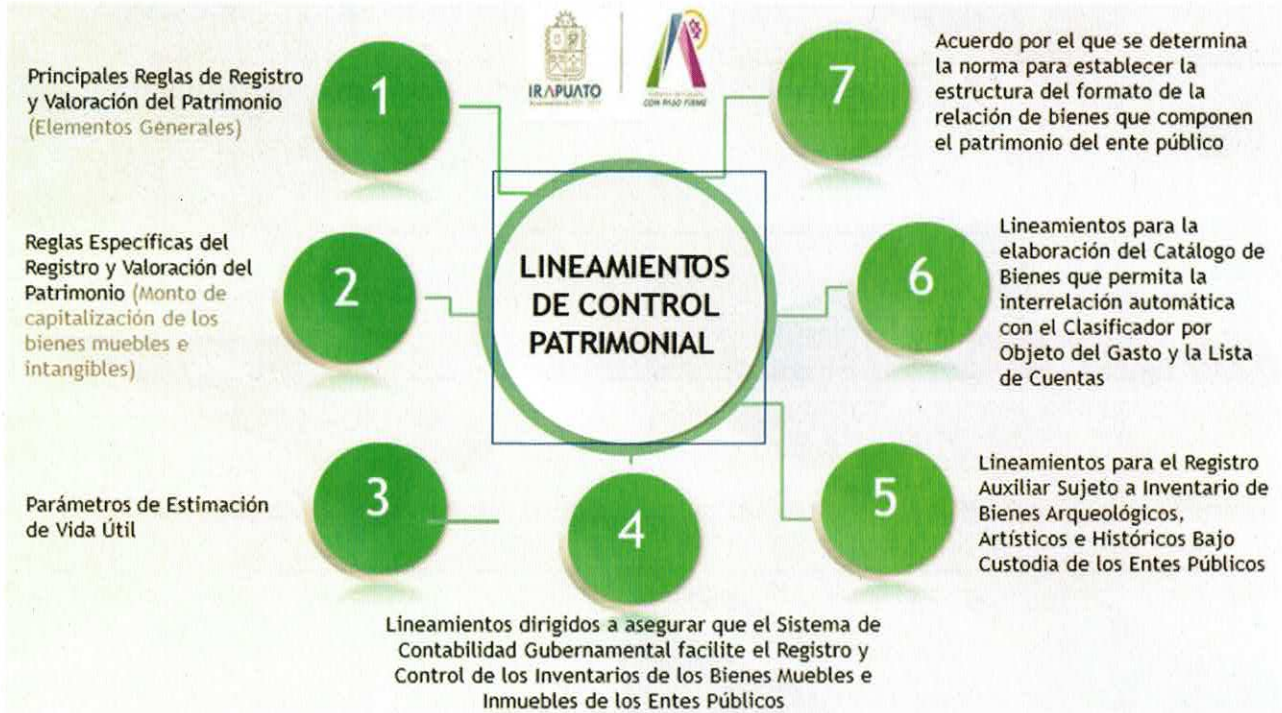 IRAPUATO
CON PASO FIRME
LINEAMIENTOS
DE CONTROL
PATRIMONIAL
1
Principales Reglas de Registro
y Valoración del Patrimonio
(Elementos Generales)
2
Reglas Específicas del
Registro y Valoración del
Patrimonio (Monto de
capitalización de los
bienes muebles e
intangibles)
3
Parámetros de Estimación
de Vida Útil
4
Lineamientos dirigidos a asegurar que el Sistema de
Contabilidad Gubernamental facilite el Registro y
Control de los Inventarios de los Bienes Muebles e
Inmuebles de los Entes Públicos
5
Lineamientos para el Registro
Auxiliar Sujeto a Inventario de
Bienes Arqueológicos,
Artísticos e Históricos Bajo
Custodia de los Entes Públicos
6
Lineamientos para la
elaboración del Catálogo de
Bienes que permita la
interrelación automática
con el Clasificador por
Objeto del Gasto y la Lista
de Cuentas
7
Acuerdo por el que se determina
la norma para establecer la
estructura del formato de la
relación de bienes que componen
el patrimonio del ente público